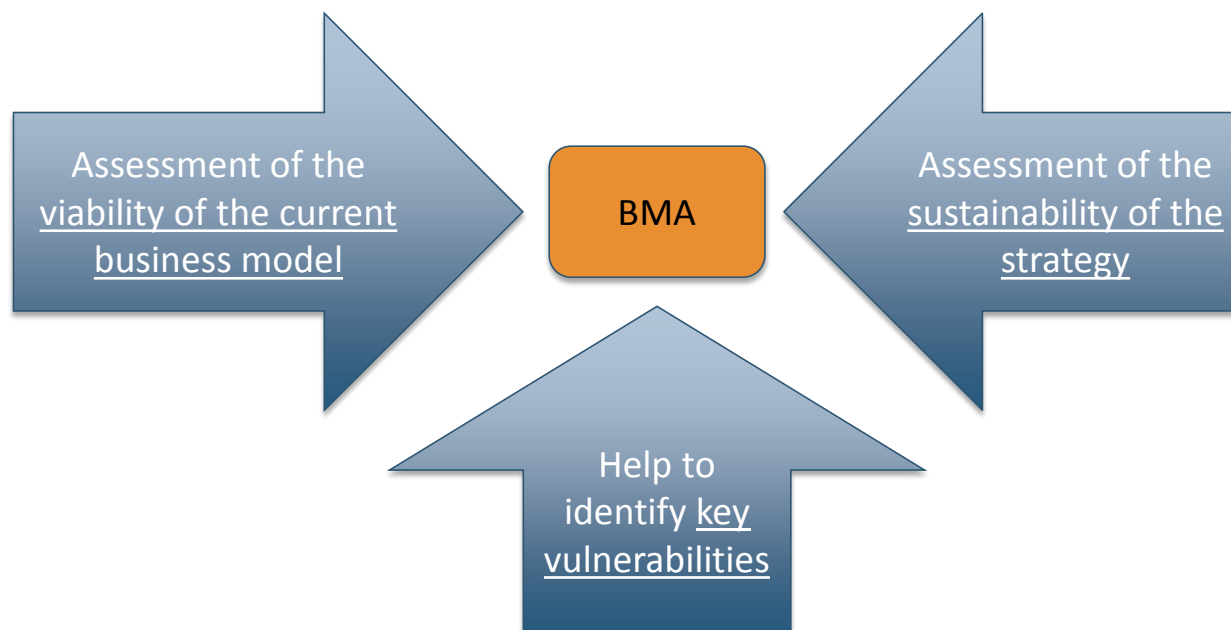 Assessment of the
viability of the current
business model
BMA
Assessment of the
sustainability of the
strategy
Help to
identify key
vulnerabilities